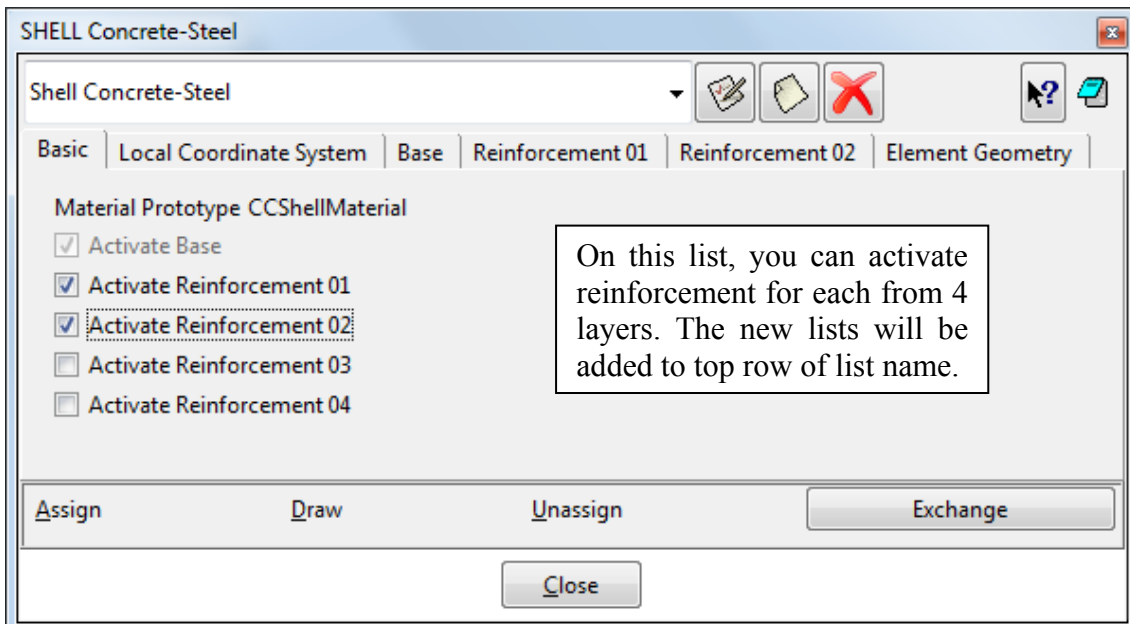 SHELL Concrete-Steel
Shell Concrete-Steel
Basic Local Coordinate System Base Reinforcement 01 Reinforcement 02 Element Geometry
Material Prototype CCShellMaterial
Activate Base
Activate Reinforcement 01
Activate Reinforcement 02
Activate Reinforcement 03
Activate Reinforcement 04
On this list, you can activate
reinforcement for each from 4
layers. The new lists will be
added to top row of list name.
Assign Draw Unassign Exchange
Close